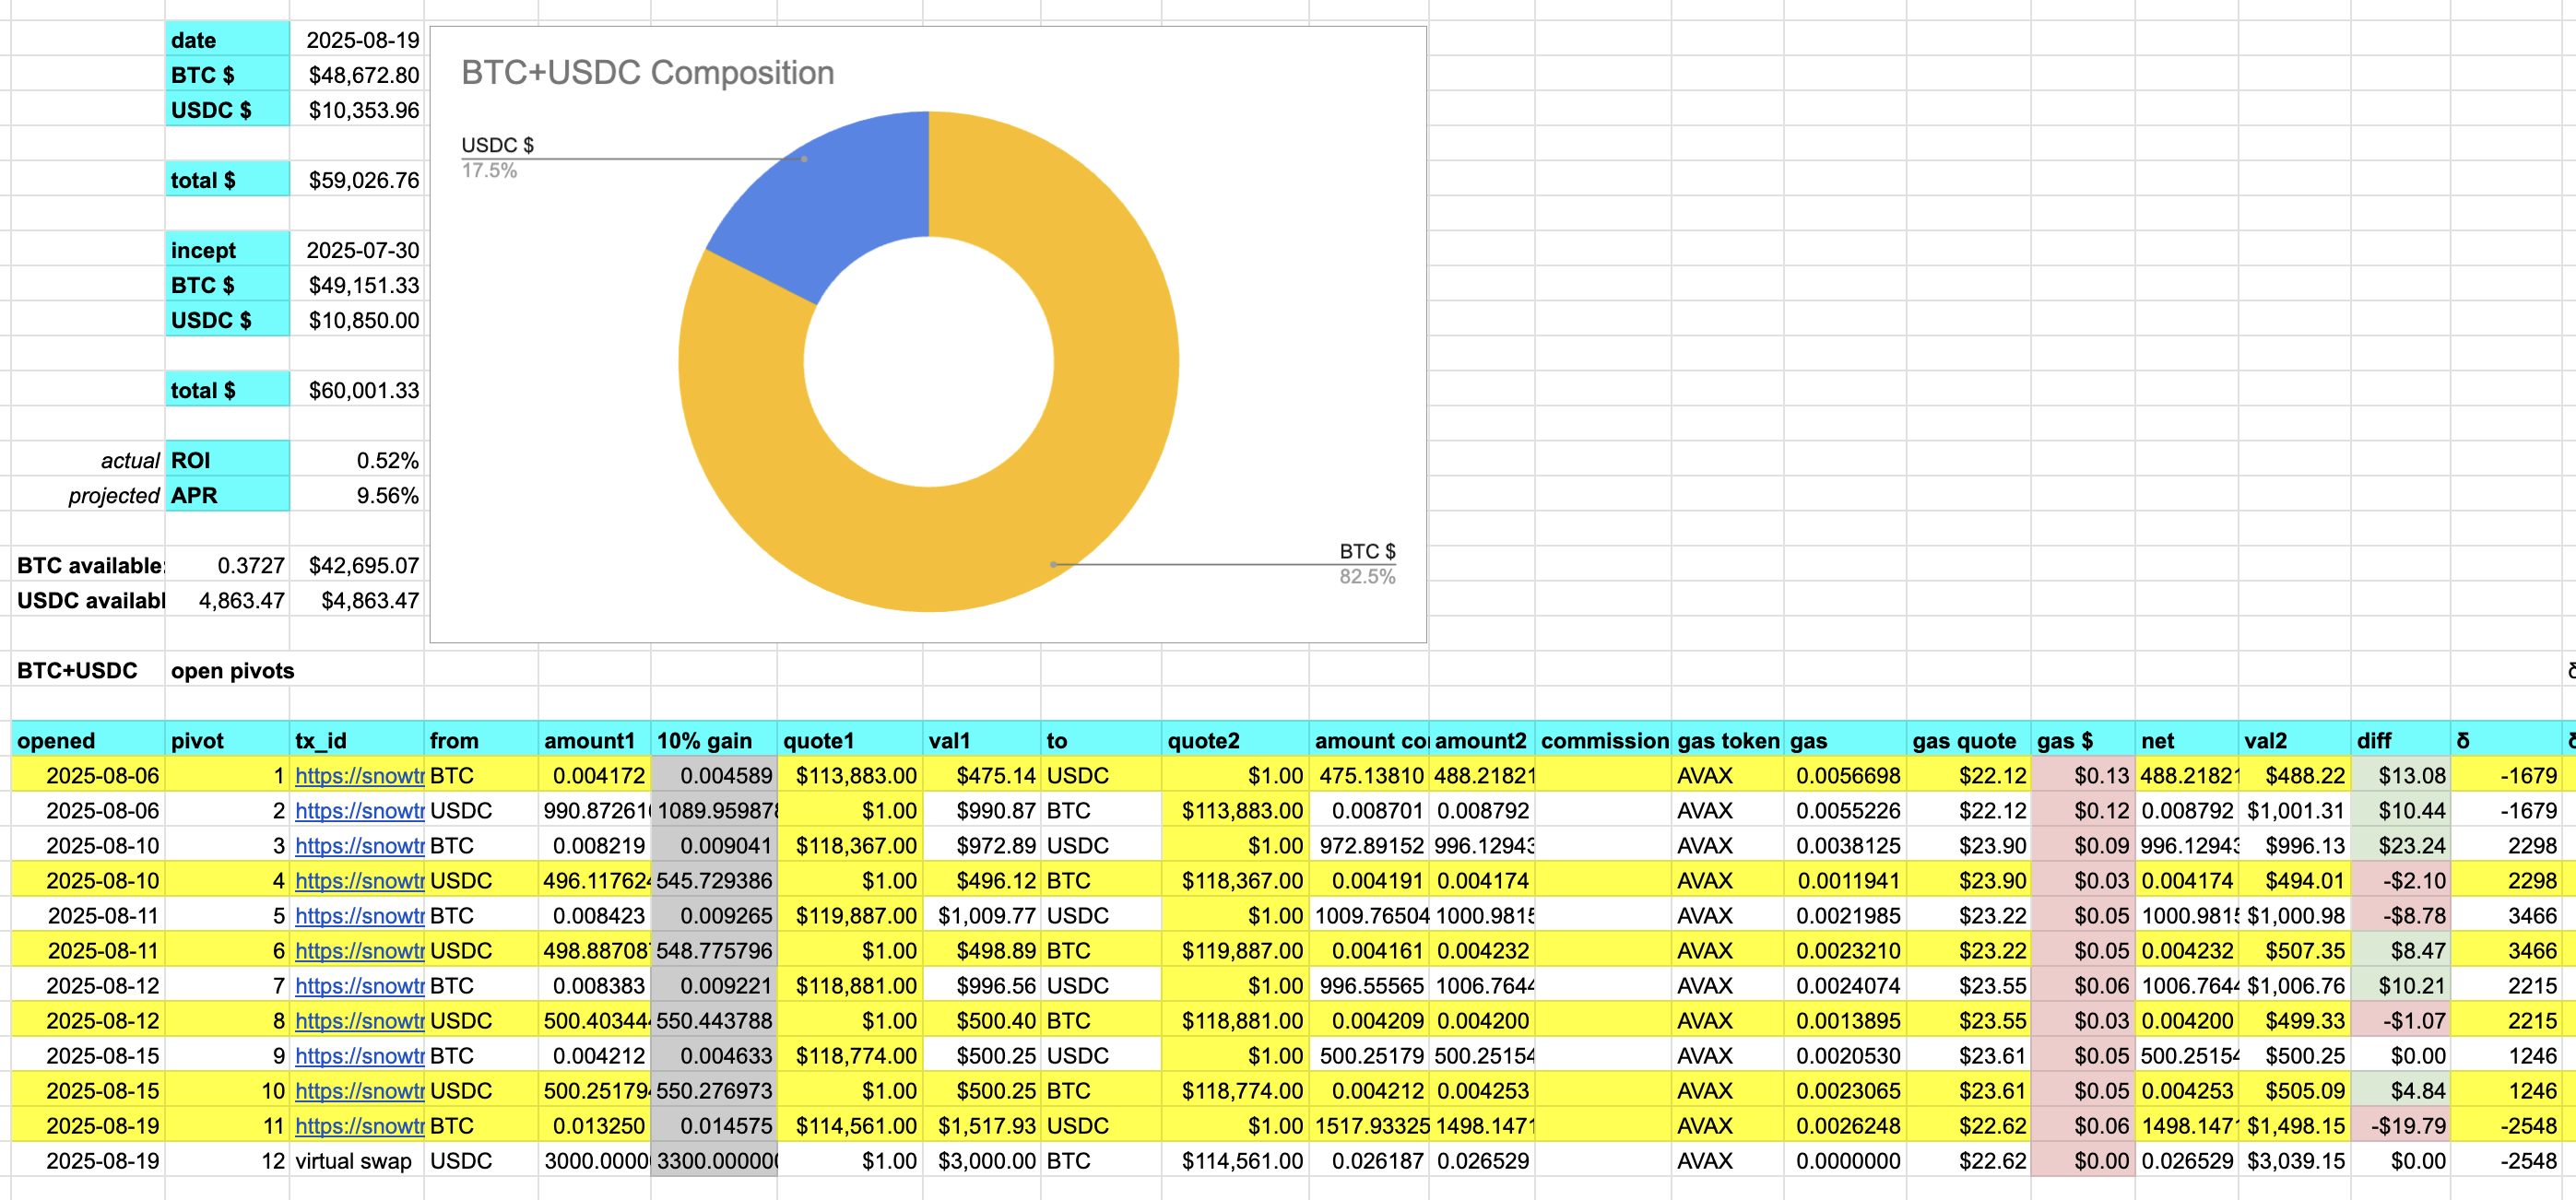 date 2025-08-19
BTC $ $48,672.80
USDC $ $10,353.96
total $ $59,026.76
incept 2025-07-30
BTC $ $49,151.33
USDC $ $10,850.00
total $ $60,001.33
actual ROI 0.52%
projected APR 9.56%
BTC available: 0.3727 $42,695.07
USDC availabl 4,863.47 $4,863.47
BTC+USDC Composition
USDC $
17.5%
BTC $
82.5%
BTC+USDC open pivots
opened pivot tx_id from amount1 10% gain quote1 val1 to quote2 amount co amount2 commission gas token gas gas quote gas $ net val2 diff δ
2025-08-06 1 https://snowtr BTC 0.004172 0.004589 $113,883.00 $475.14 USDC $1.00 475.13810 488.21821 AVAX 0.0056698 $22.12 $0.13 488.21821 $488.22 $13.08 -1679
2025-08-06 2 https://snowtr USDC 990.87261 1089.95987 $1.00 $990.87 BTC $113,883.00 0.008701 0.008792 AVAX 0.0055226 $22.12 $0.12 0.008792 $1,001.31 $10.44 -1679
2025-08-10 3 https://snowtr BTC 0.008219 0.009041 $118,367.00 $972.89 USDC $1.00 972.89152 996.12943 AVAX 0.0038125 $23.90 $0.09 996.12943 $996.13 $23.24 2298
2025-08-10 4 https://snowtr USDC 496.117624 545.729386 $1.00 $496.12 BTC $118,367.00 0.004191 0.004174 AVAX 0.0011941 $23.90 $0.03 0.004174 $494.01 -$2.10 2298
2025-08-11 5 https://snowtr BTC 0.008423 0.009265 $119,887.00 $1,009.77 USDC $1.00 1009.76504 1000.9815 AVAX 0.0021985 $23.22 $0.05 1000.9815 $1,000.98 -$8.78 3466
2025-08-11 6 https://snowtr USDC 498.88708 548.775796 $1.00 $498.89 BTC $119,887.00 0.004161 0.004232 AVAX 0.0023210 $23.22 $0.05 0.004232 $507.35 $8.47 3466
2025-08-12 7 https://snowtr BTC 0.008383 0.009221 $118,881.00 $996.56 USDC $1.00 996.55565 1006.7644 AVAX 0.0024074 $23.55 $0.06 1006.7644 $1,006.76 $10.21 2215
2025-08-12 8 https://snowtr USDC 500.403444 550.443788 $1.00 $500.40 BTC $118,881.00 0.004209 0.004200 AVAX 0.0013895 $23.55 $0.03 0.004200 $499.33 -$1.07 2215
2025-08-15 9 https://snowtr BTC 0.004212 0.004633 $118,774.00 $500.25 USDC $1.00 500.25179 500.25154 AVAX 0.0020530 $23.61 $0.05 500.25154 $500.25 $0.00 1246
2025-08-15 10 https://snowtr USDC 500.251794 550.276973 $1.00 $500.25 BTC $118,774.00 0.004212 0.004253 AVAX 0.0023065 $23.61 $0.05 0.004253 $505.09 $4.84 1246
2025-08-19 11 https://snowtr BTC 0.013250 0.014575 $114,561.00 $1,517.93 USDC $1.00 1517.93325 1498.147 AVAX 0.0026248 $22.62 $0.06 1498.147 $1,498.15 -$19.79 -2548
2025-08-19 12 virtual swap USDC 3000.0000 3300.00000 $1.00 $3,000.00 BTC $114,561.00 0.026187 0.026529 AVAX 0.0000000 $22.62 $0.00 0.026529 $3,039.15 $0.00 -2548